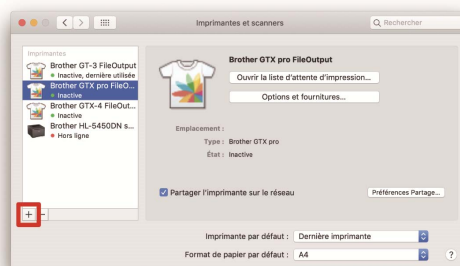 Imprimantes et scanners
Rechercher
Imprimantes
Brother GT-3 FileOutput
Inactive, dernière utilisée
Brother GTX pro FileO...
Inactive
Brother GTX-4 FileOut...
Inactive
Brother HL-5450DN s...
Hors ligne
+ -
Brother GTX pro FileOutput
Ouvrir la liste d'attente d'impression...
Options et fournitures...
Emplacement :
Type : Brother GTX pro
État : Inactive
Partager l'imprimante sur le réseau
Préférences Partage...
Imprimante par défaut : Dernière imprimante
Format de papier par défaut : A4
?